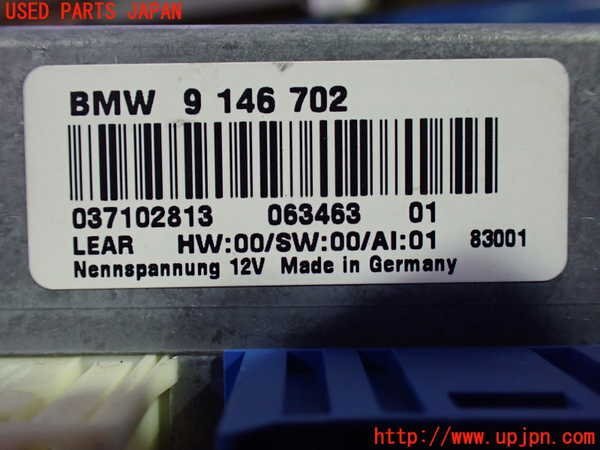 USED PARTS JAPAN
BMW 9 146 702
037102813 063463 01
LEAR HW:00/SW:00/AI:01 83001
Nennspannung 12V Made in Germany
http://www.upjpn.com/